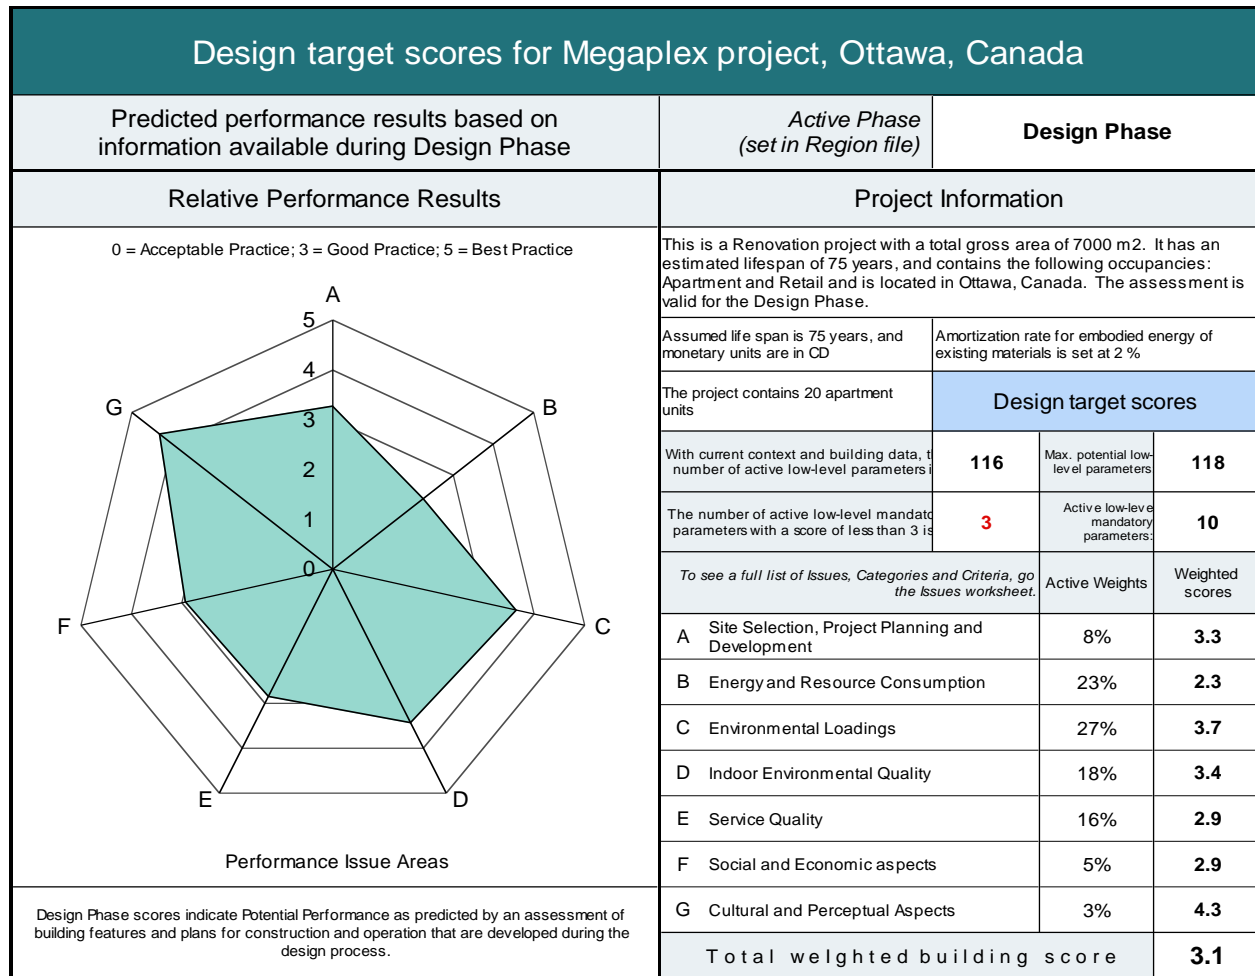 Design target scores for Megaplex project, Ottawa, Canada
Predicted performance results based on
information available during Design Phase
Active Phase
(set in Region file)
Design Phase
Relative Performance Results
Project Information
0 = Acceptable Practice; 3 = Good Practice; 5 = Best Practice
A
5
4
3
2
1
0
B
C
D
E
F
G
Performance Issue Areas
Design Phase scores indicate Potential Performance as predicted by an assessment of
building features and plans for construction and operation that are developed during the
design process.
This is a Renovation project with a total gross area of 7000 m2. It has an
estimated lifespan of 75 years, and contains the following occupancies:
Apartment and Retail and is located in Ottawa, Canada. The assessment is
valid for the Design Phase.
Assumed life span is 75 years, and
monetary units are in CD
Amortization rate for embodied energy of
existing materials is set at 2 %
The project contains 20 apartment
units
Design target scores
With current context and building data, t
number of active low-level parameters i
116
Max. potential low-
level parameters
118
The number of active low-level mandato
parameters with a score of less than 3 is
3
Active low-leve
mandatory
parameters:
10
To see a full list of Issues, Categories and Criteria, go
the Issues worksheet.
Active Weights
Weighted
scores
A Site Selection, Project Planning and
Development 8% 3.3
B Energy and Resource Consumption 23% 2.3
C Environmental Loadings 27% 3.7
D Indoor Environmental Quality 18% 3.4
E Service Quality 16% 2.9
F Social and Economic aspects 5% 2.9
G Cultural and Perceptual Aspects 3% 4.3
Total weighted building score 3.1